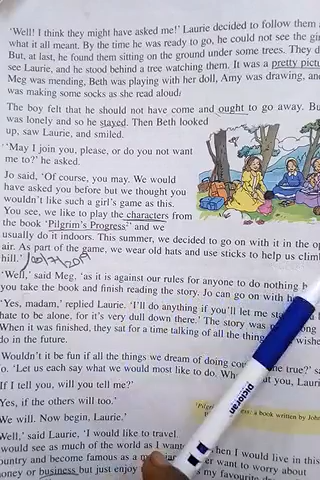 'Well! I think they might have asked me!' Laurie decided to follow them
what it all meant. By the time he was ready to go, he could not see the
But, at last, he found them sitting on the ground under some trees. They
see Laurie, and he stood behind a tree watching them. It was a pretty
Meg was mending, Beth was playing with her doll, Amy was drawing, and
was making some socks as she read aloud:
The boy felt that he should not have come and ought to go away.
was lonely and so he stayed. Then Beth looked
up, saw Laurie, and smiled.
'May I join you, please, or do you not want
me to?' he asked.
Jo said, 'Of course, you may. We would
have asked you before but we thought you
wouldn't like such a girl's game as this.
You see, we like to play the characters from
the book 'Pilgrim's Progress' and we
usually do it indoors. This summer, we decided to go on with it in the
air. As part of the game, we wear old hats and use sticks to help us
hill.'
'Well,' said Meg, 'as it is against our rules for anyone to do nothing
you take the book and finish reading the story. Jo can go on with
'Yes, madam,' replied Laurie. 'I'll do anything if you'll let me
hate to be alone, for it's very dull down there.' The story was
When it was finished, they sat for a time talking of all the things
do in the future.
Wouldn't it be fun if all the things we dream of doing true?'
'Let us each say what we would most like to do. you, Laurie
If I tell you, will you tell me?'
Yes, if the others will too.'
We will. Now begin, Laurie.'
a book written by John
Well,' said Laurie, 'I would like to travel.
would see as much of the world as I want I would live in this
ountry and become famous as a want to worry about
oney or business but just enjoy my favourite
picoran